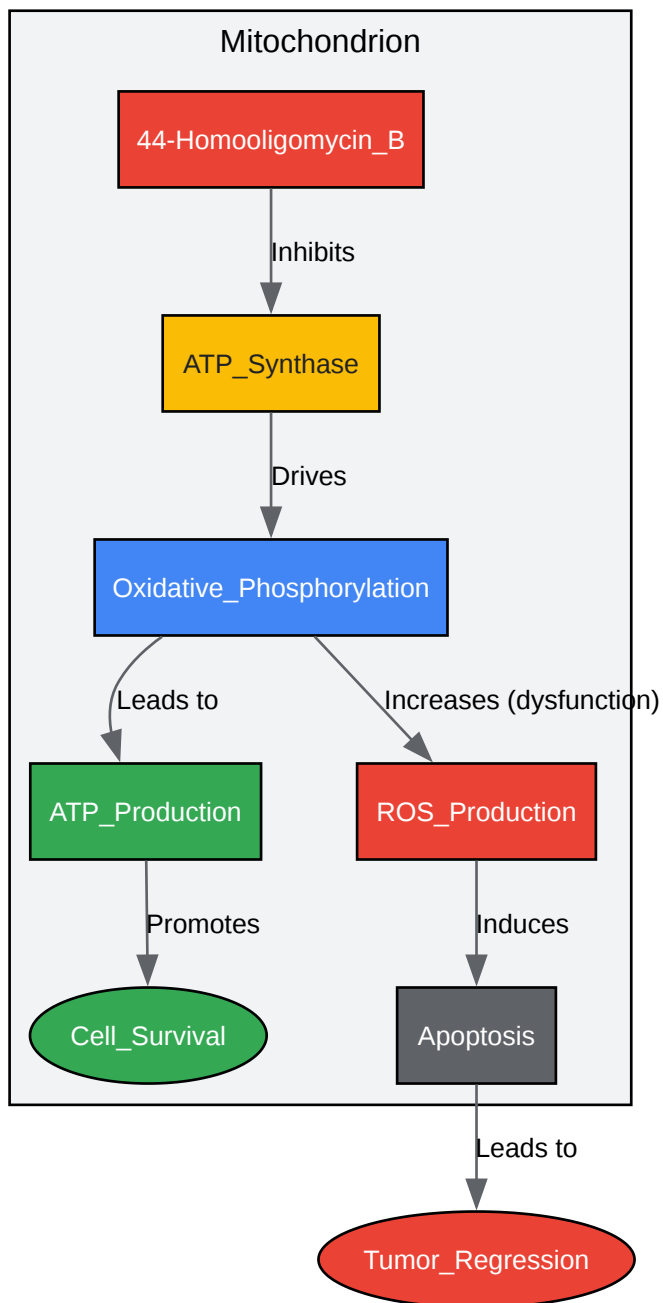 Mitochondrion
44-Homooligomycin_B
Inhibits
ATP_Synthase
Drives
Oxidative_Phosphorylation
Leads to
Increases (dysfunction)
ATP_Production
ROS_Production
Promotes
Induces
Cell_Survival
Apoptosis
Leads to
Tumor_Regression